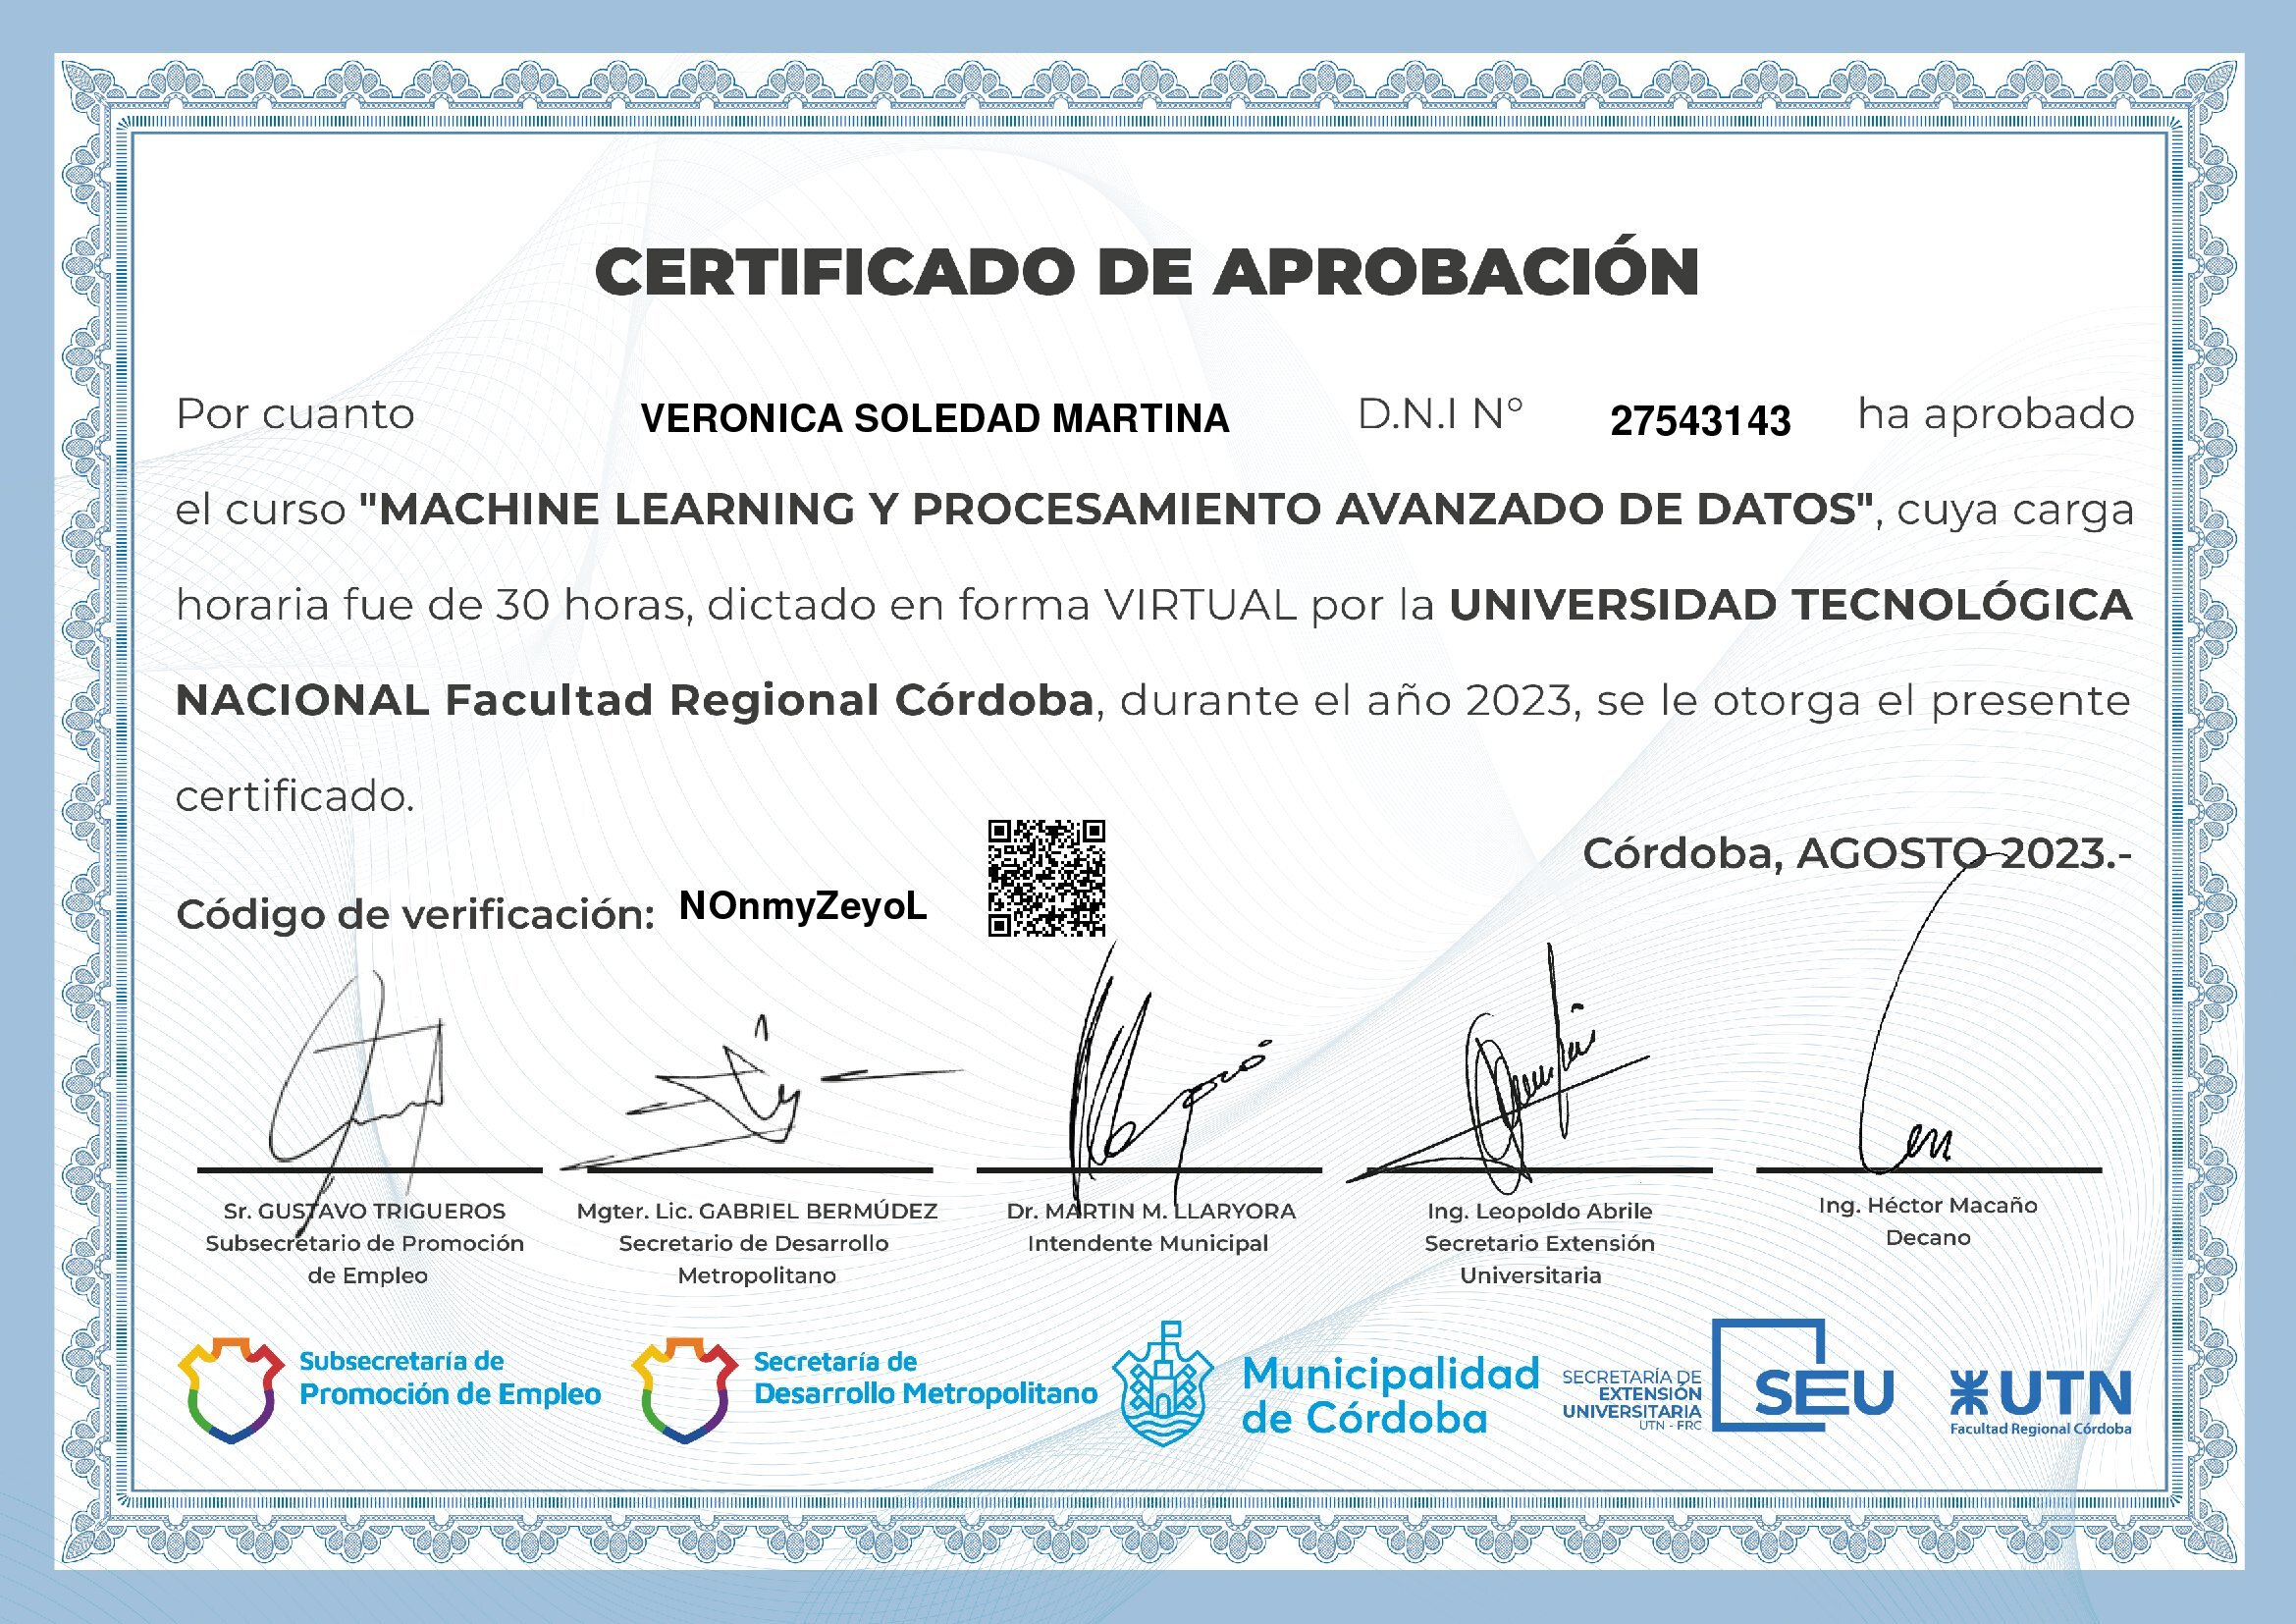 CERTIFICADO DE APROBACIÓN
Por cuanto VERONICA SOLEDAD MARTINA D.N.I N° 27543143 ha aprobado
el curso "MACHINE LEARNING Y PROCESAMIENTO AVANZADO DE DATOS", cuya carga
horaria fue de 30 horas, dictado en forma VIRTUAL por la UNIVERSIDAD TECNOLÓGICA
NACIONAL Facultad Regional Córdoba, durante el año 2023, se le otorga el presente
certificado.
Córdoba, AGOSTO 2023.-
Código de verificación: NOnmyZeyoL
Sr. GUSTAVO TRIGUEROS
Subsecretario de Promoción
de Empleo
Mgter. Lic. GABRIEL BERMÚDEZ
Secretario de Desarrollo
Metropolitano
Dr. MARTIN M. LLARYORA
Intendente Municipal
Ing. Leopoldo Abrile
Secretario Extensión
Universitaria
Ing. Héctor Macaño
Decano
Subsecretaría de
Promoción de Empleo
Secretaría de
Desarrollo Metropolitano
Municipalidad
de Córdoba
SECRETARÍA DE
EXTENSIÓN
UNIVERSITARIA
UTN - FRC
SEU
UTN
Facultad Regional Córdoba